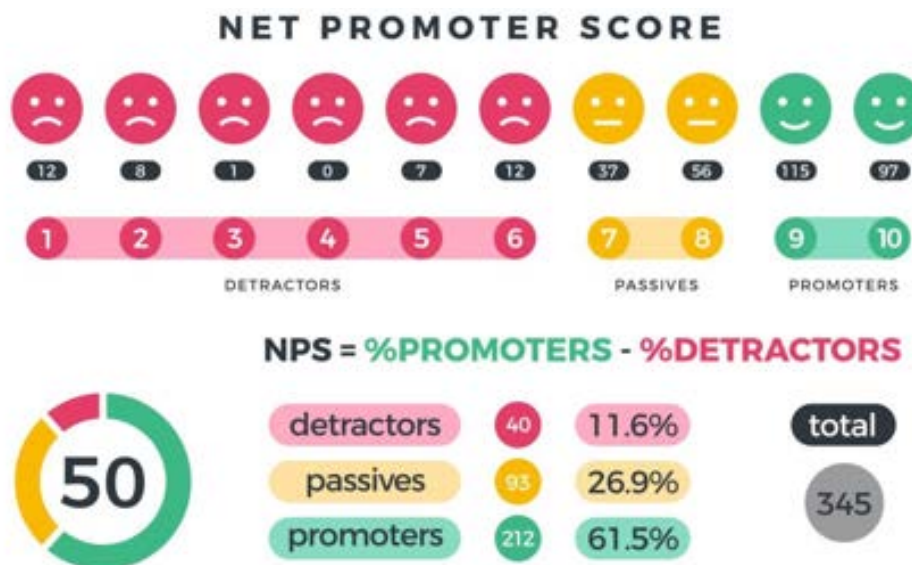 NET PROMOTER SCORE
12 8 1 0 7 12 37 56 115 97
1 2 3 4 5 6 7 8 9 10
DETRACTORS PASSIVES PROMOTERS
NPS = %PROMOTERS - %DETRACTORS
50
detractors 40 11.6% total
passives 93 26.9% 345
promoters 212 61.5%